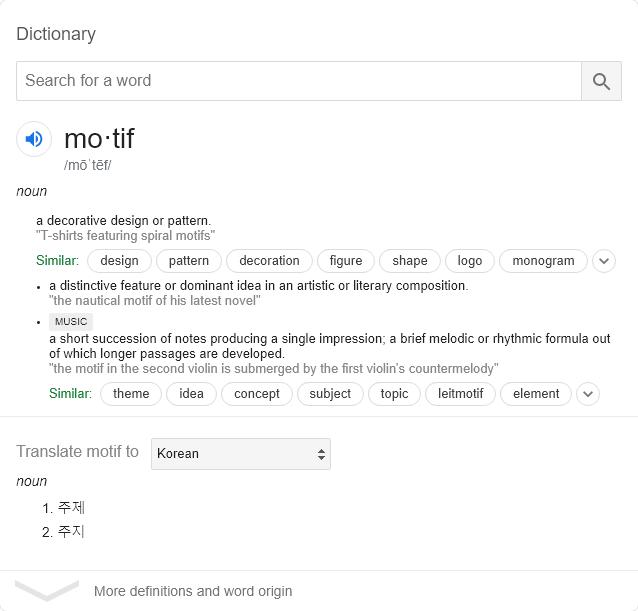 Dictionary
Search for a word
mo·tif
/mōˈtēf/
noun
a decorative design or pattern.
"T-shirts featuring spiral motifs"
Similar: design pattern decoration figure shape logo monogram
• a distinctive feature or dominant idea in an artistic or literary composition.
"the nautical motif of his latest novel"
• MUSIC
a short succession of notes producing a single impression; a brief melodic or rhythmic formula out
of which longer passages are developed.
"the motif in the second violin is submerged by the first violin's countermelody"
Similar: theme idea concept subject topic leitmotif element
Translate motif to Korean
noun
1. 주제
2. 주지
More definitions and word origin